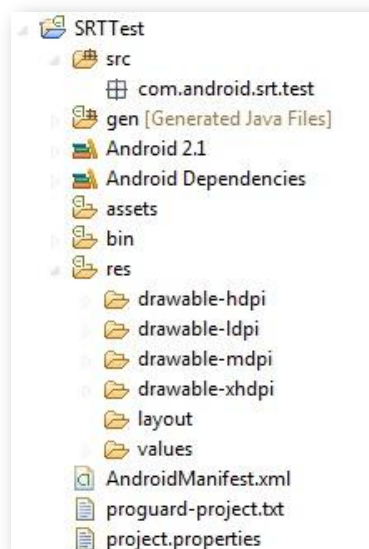 SRTTest
src
com.android.srt.test
gen [Generated Java Files]
Android 2.1
Android Dependencies
assets
bin
res
drawable-hdpi
drawable-ldpi
drawable-mdpi
drawable-xhdpi
layout
values
AndroidManifest.xml
proguard-project.txt
project.properties